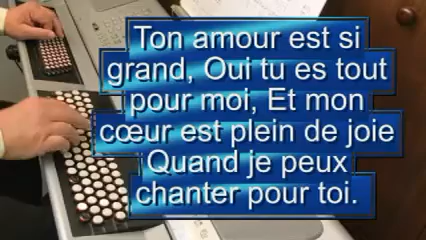 Ton amour est si
grand, Oui tu es tout
pour moi, Et mon
cœur est plein de joie
Quand je peux
chanter pour toi.